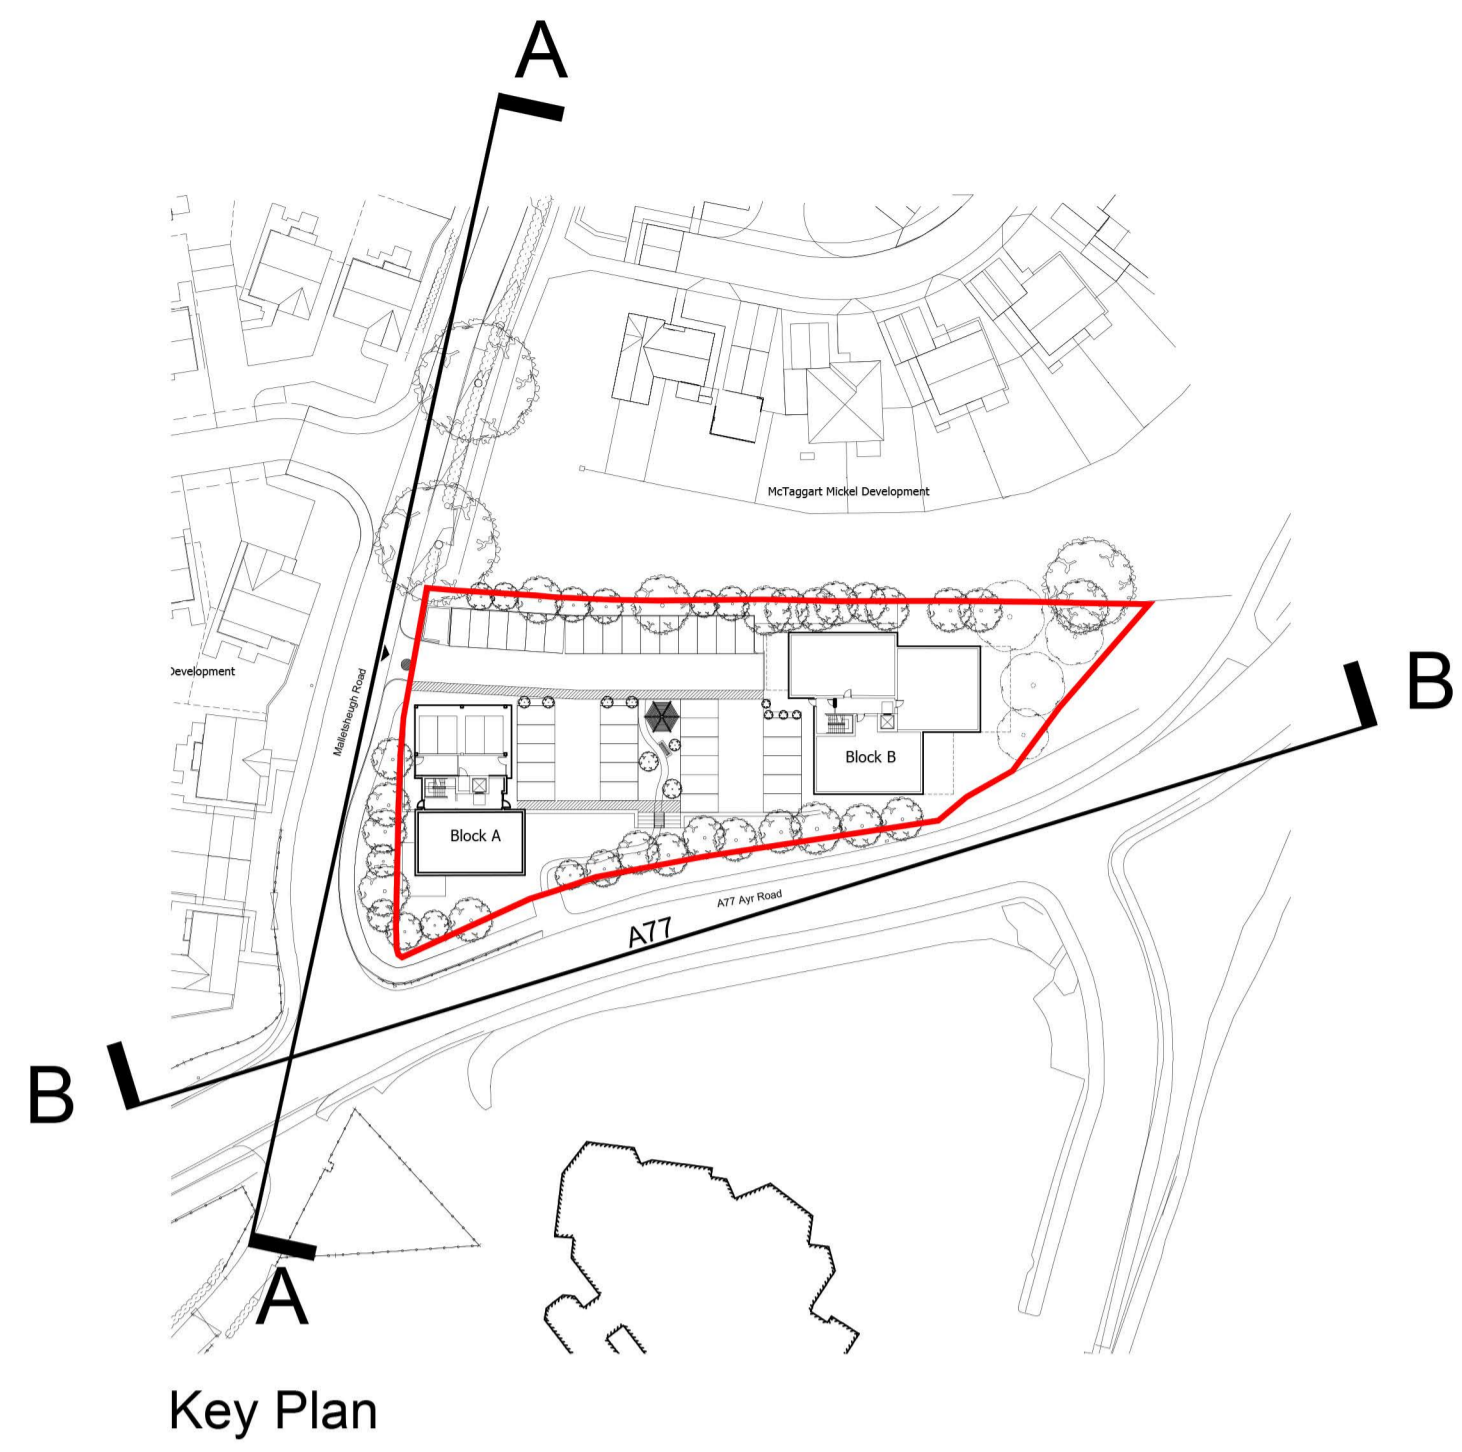 A
McTaggart Mickel Development
Development
Malletsheugh Road
B
Block B
Block A
A77 Ayr Road
A77
B
A
Key Plan